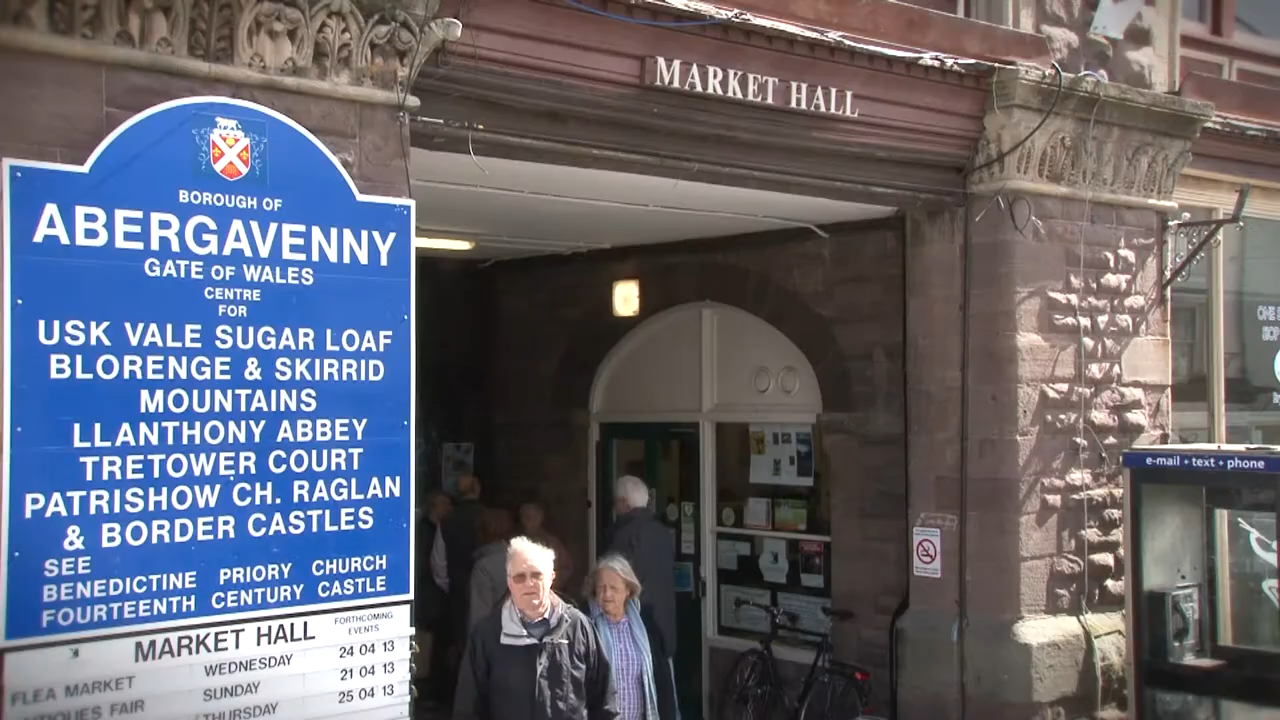 MARKET HALL
BOROUGH OF
ABERGAVENNY
GATE OF WALES
CENTRE
FOR
USK VALE SUGAR LOAF
BLORENGE & SKIRRID
MOUNTAINS
LLANTHONY ABBEY
TRETOWER COURT
PATRISHOW CH. RAGLAN
& BORDER CASTLES
SEE
BENEDICTINE PRIORY CHURCH
FOURTEENTH CENTURY CASTLE
MARKET HALL
FORTHCOMING
EVENTS
WEDNESDAY 24 04 13
FLEA MARKET SUNDAY 21 04 13
FAIR THURSDAY 25 04 13
e-mail + text + phone